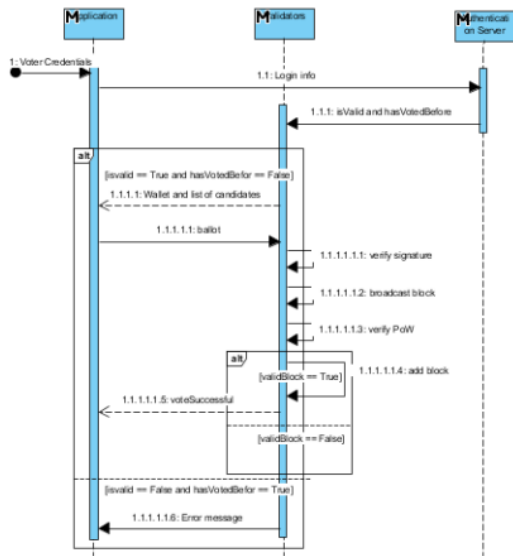 Mplication
Malidators
Muthenticati
on Server
1: Voter Credentials
1.1: Login info
1.1.1: isValid and hasVotedBefore
alt
[isvalid == True and hasVotedBefor == False]
1.1.1.1: Wallet and list of candidates
1.1.1.1.1: ballot
1.1.1.1.1.1: verify signature
1.1.1.1.1.2: broadcast block
1.1.1.1.1.3: verify PoW
alt
[validBlock == True]
1.1.1.1.1.4: add block
1.1.1.1.1.5: voteSuccessful
[validBlock == False]
[isvalid == False and hasVotedBefor == True]
1.1.1.1.1.6: Error message